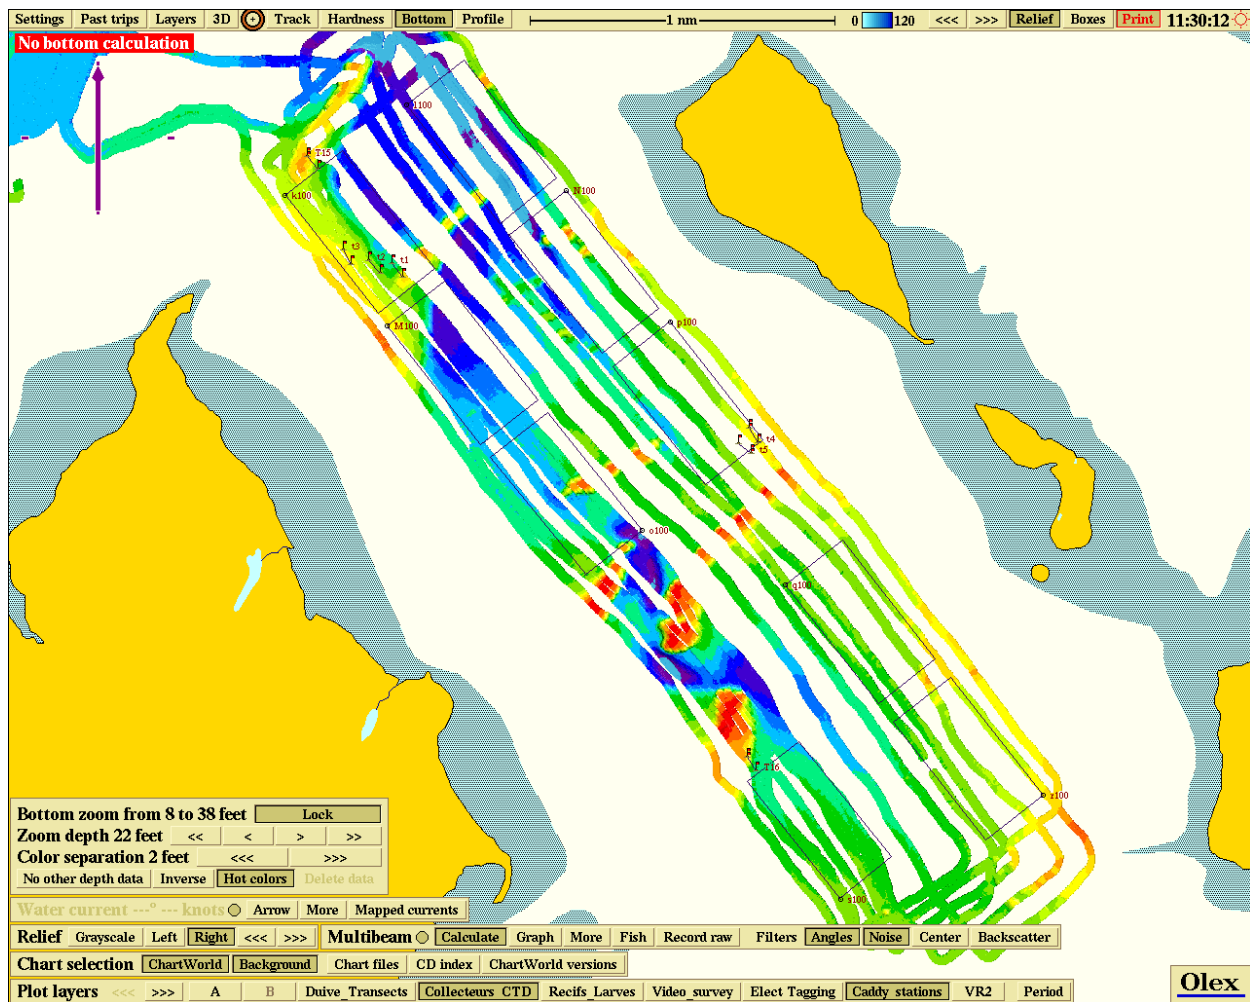 Settings Past trips Layers 3D Track Hardness Bottom Profile 1 nm 0 120 <<< >>> Relief Boxes Print 11:30:12
No bottom calculation
l100
T15
k100
N100
t3
t2
t1
M100
p100
t4
t5
o100
q100
T16
r100
s100
Bottom zoom from 8 to 38 feet Lock
Zoom depth 22 feet << < > >>
Color separation 2 feet <<< >>>
No other depth data Inverse Hot colors Delete data
Water current ---° --- knots Arrow More Mapped currents
Relief Grayscale Left Right <<< >>> Multibeam Calculate Graph More Fish Record raw Filters Angles Noise Center Backscatter
Chart selection ChartWorld Background Chart files CD index ChartWorld versions
Plot layers <<< >>> A B Duive_Transects Collecteurs_CTD Recifs_Larves Video_survey Elect Tagging Caddy_stations VR2 Period
Olex